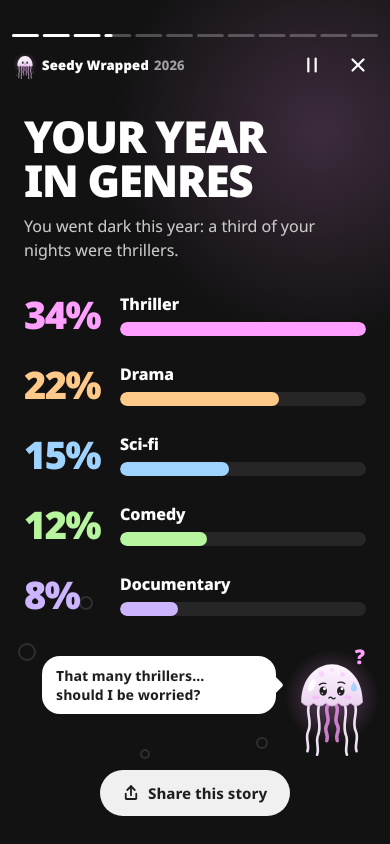 Seedy Wrapped 2026
YOUR YEAR
IN GENRES
You went dark this year: a third of your
nights were thrillers.
34% Thriller
22% Drama
15% Sci-fi
12% Comedy
8% Documentary
?
That many thrillers...
should I be worried?
Share this story